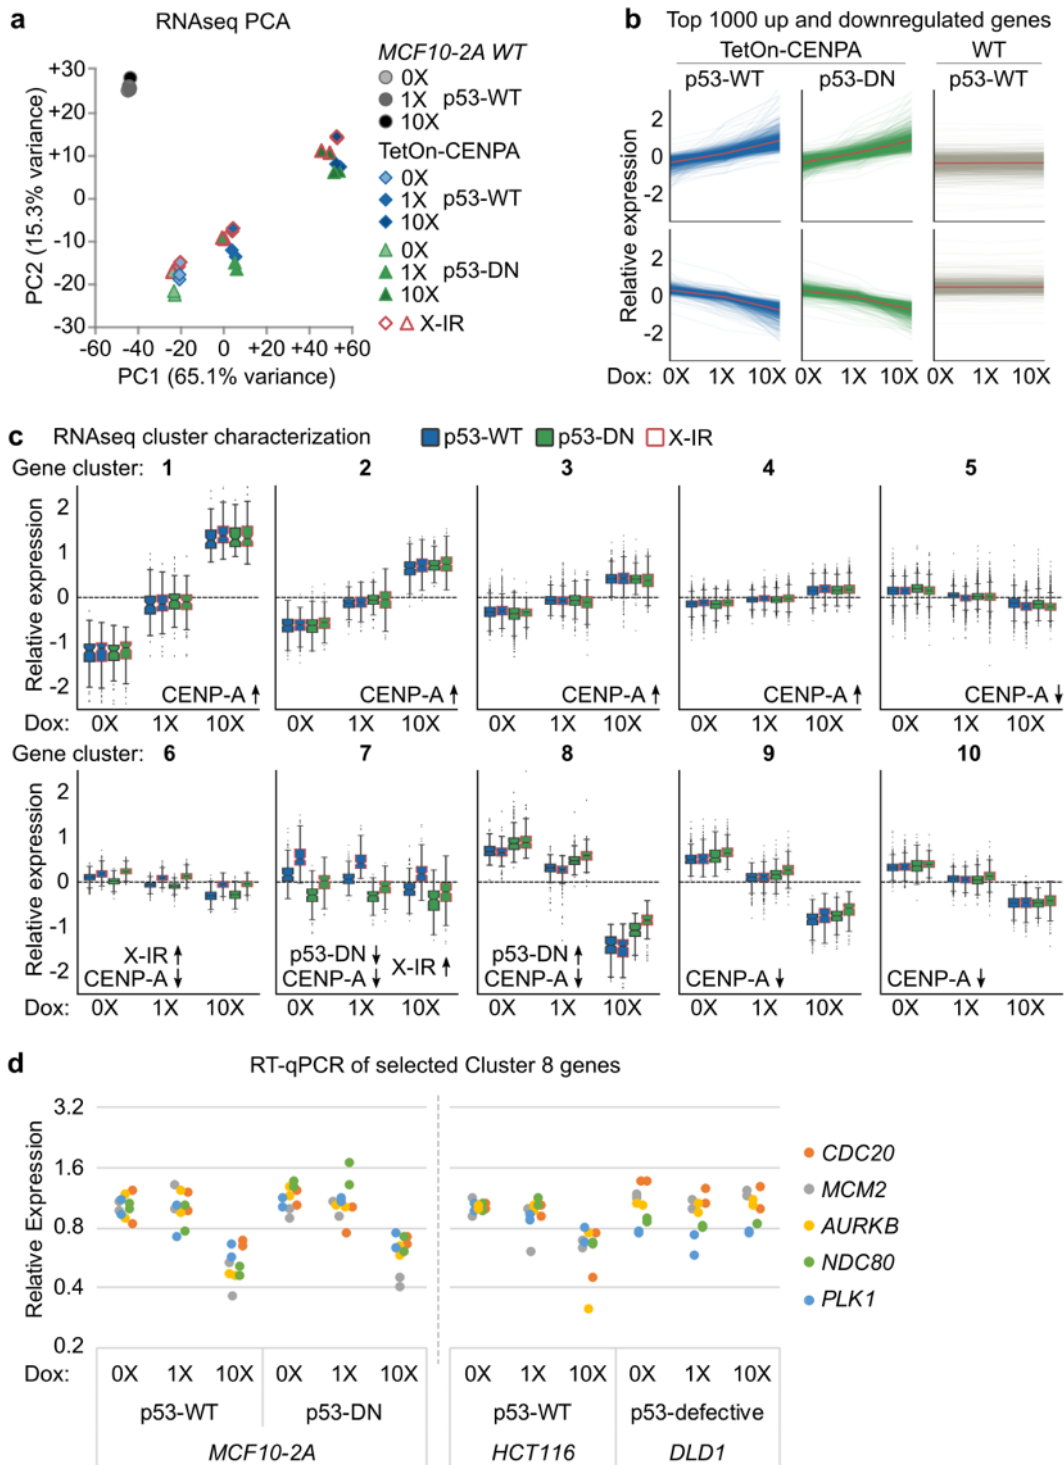 a RNAseq PCA
MCF10-2A WT
0X
1X p53-WT
10X
TetOn-CENPA
0X
1X p53-WT
10X
0X
1X p53-DN
10X
X-IR
PC2 (15.3% variance)
+30
+20
+10
0
-10
-20
-30
-60 -40 -20 0 +20 +40 +60
PC1 (65.1% variance)
b Top 1000 up and downregulated genes
TetOn-CENPA WT
p53-WT p53-DN p53-WT
Relative expression
2
0
-2
2
0
-2
Dox: 0X 1X 10X 0X 1X 10X 0X 1X 10X
c RNAseq cluster characterization p53-WT p53-DN X-IR
Gene cluster: 1 2 3 4 5
Relative expression
2
1
0
-1
-2
CENP-A↑ CENP-A↑ CENP-A↑ CENP-A↑ CENP-A↓
Dox: 0X 1X 10X 0X 1X 10X 0X 1X 10X 0X 1X 10X 0X 1X 10X
Gene cluster: 6 7 8 9 10
Relative expression
2
1
0
-1
-2
X-IR↑ p53-DN↓ X-IR↑ p53-DN↑
CENP-A↓ CENP-A↓ CENP-A↓ CENP-A↓ CENP-A↓
Dox: 0X 1X 10X 0X 1X 10X 0X 1X 10X 0X 1X 10X 0X 1X 10X
d RT-qPCR of selected Cluster 8 genes
Relative Expression
3.2
1.6
0.8
0.4
0.2
CDC20
MCM2
AURKB
NDC80
PLK1
Dox: 0X 1X 10X 0X 1X 10X 0X 1X 10X 0X 1X 10X
p53-WT p53-DN p53-WT p53-defective
MCF10-2A HCT116 DLD1